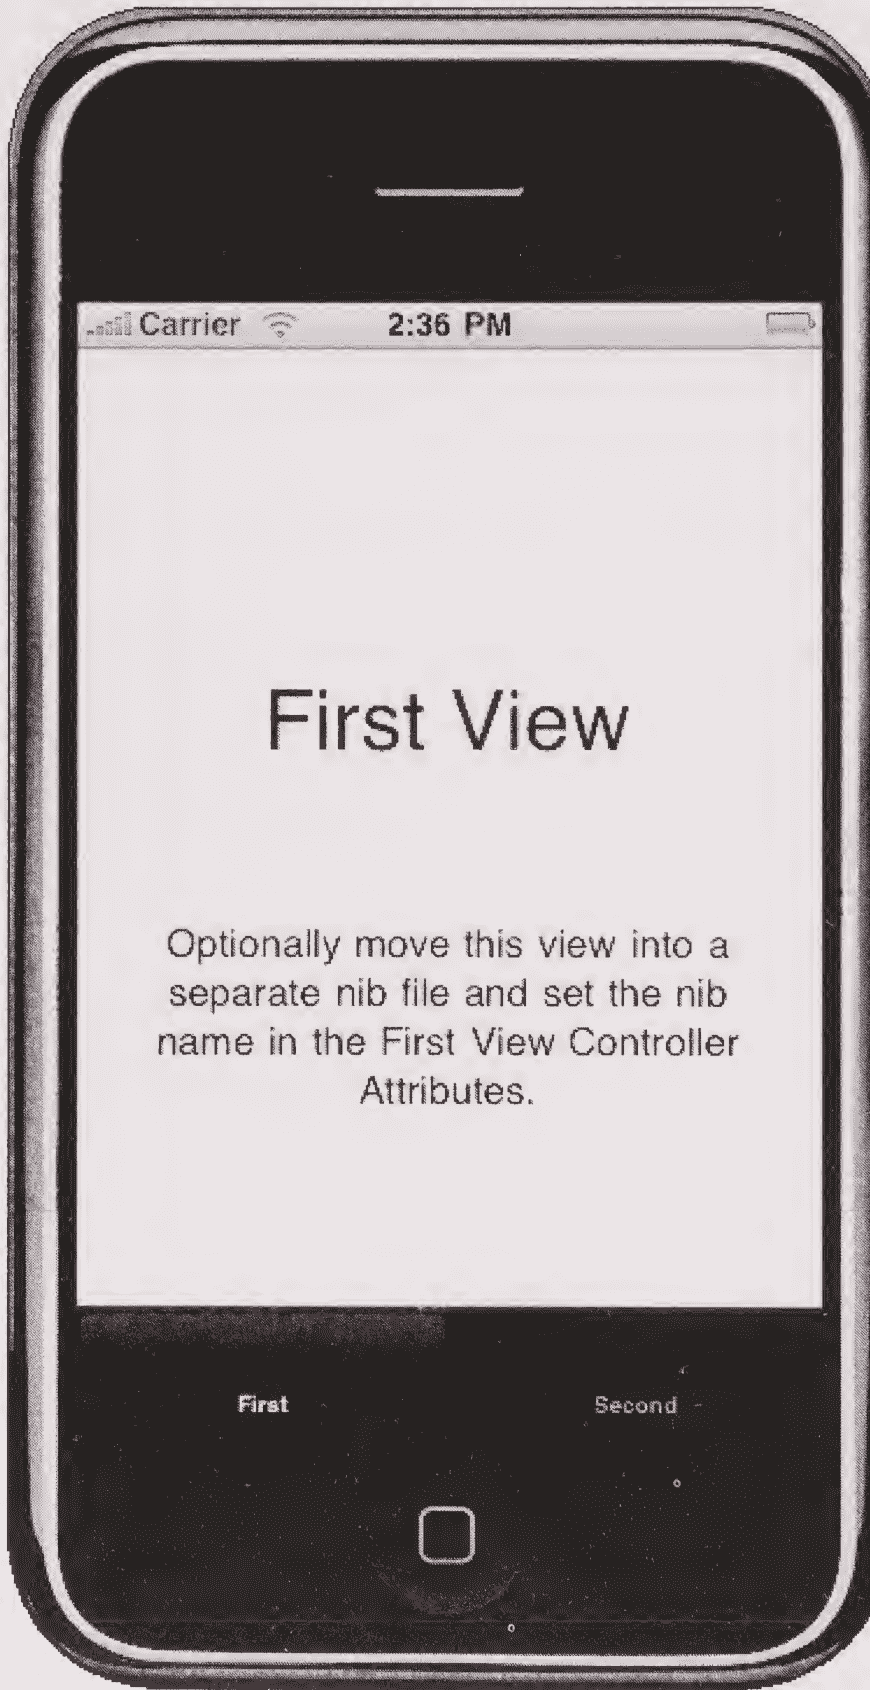 Carrier 2:36 PM
First View
Optionally move this view into a
separate nib file and set the nib
name in the First View Controller
Attributes.
First Second